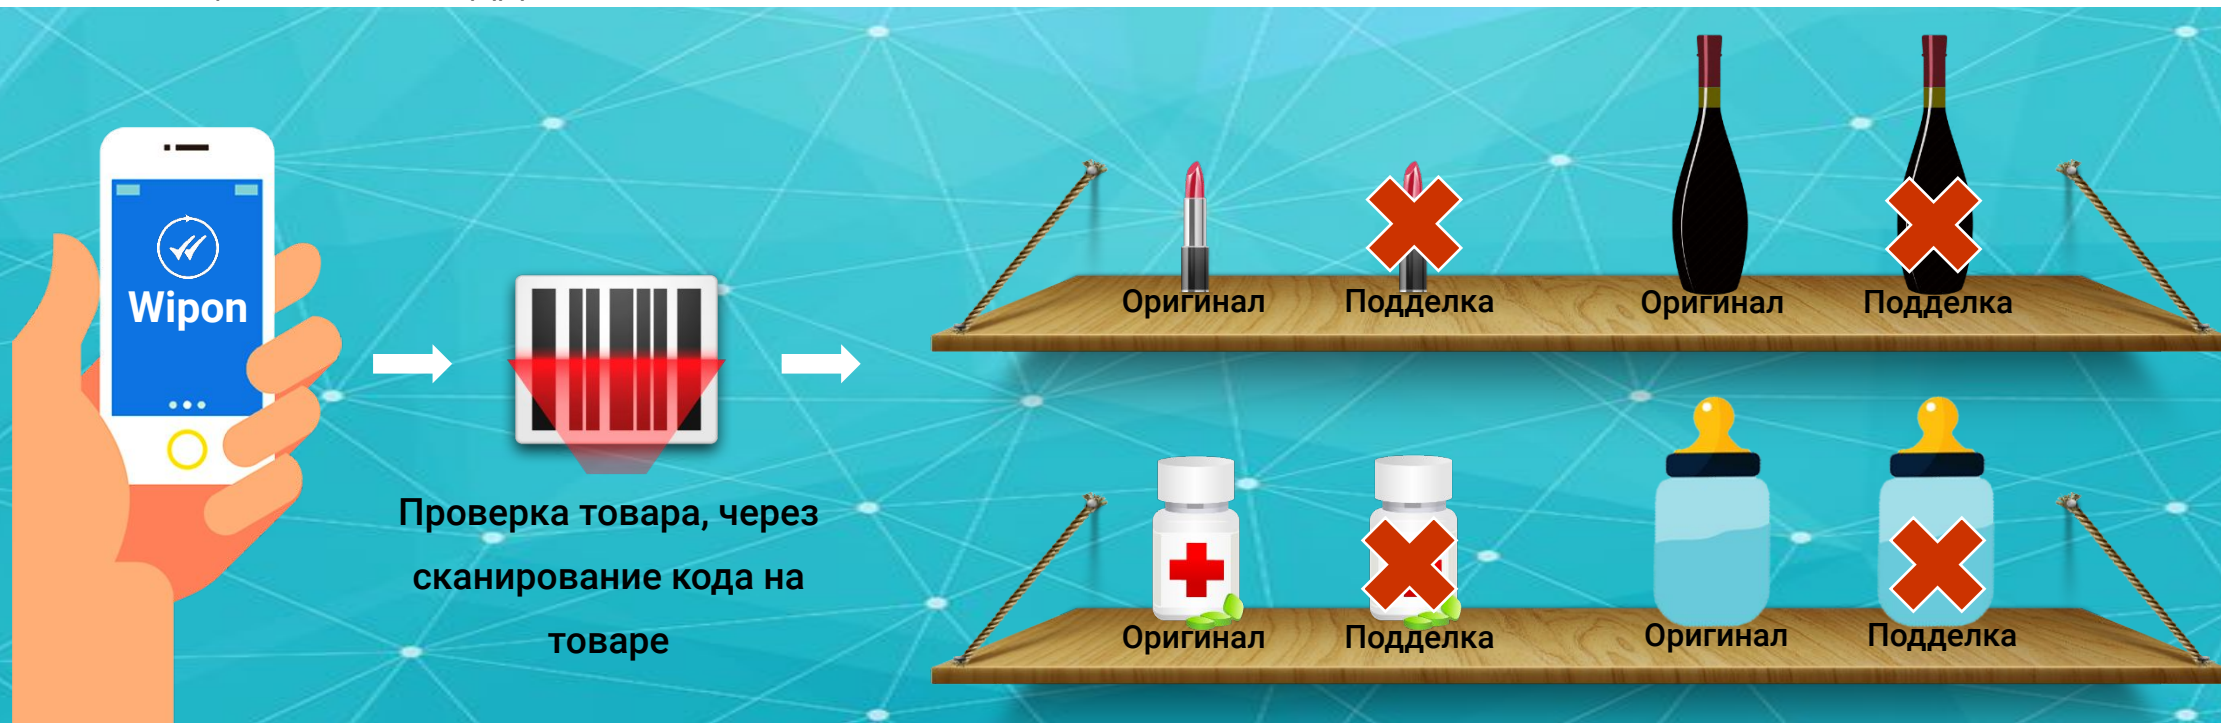 Wipon
Проверка товара, через
сканирование кода на
товаре
Оригинал
Подделка
Оригинал
Подделка
Оригинал
Подделка
Оригинал
Подделка